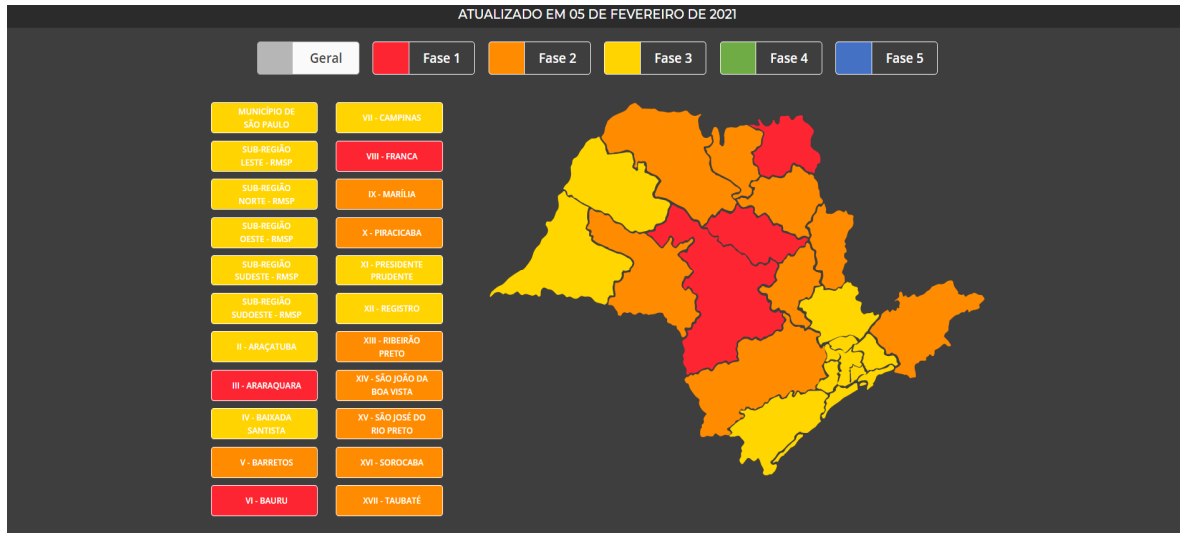 ATUALIZADO EM 05 DE FEVEREIRO DE 2021
Geral
Fase 1
Fase 2
Fase 3
Fase 4
Fase 5
MUNICÍPIO DE
SÃO PAULO
SUB-REGIÃO
LESTE - RMSP
SUB-REGIÃO
NORTE - RMSP
SUB-REGIÃO
OESTE - RMSP
SUB-REGIÃO
SUDESTE - RMSP
SUB-REGIÃO
SUDOESTE - RMSP
II - ARAÇATUBA
III - ARARAQUARA
IV - BAIXADA
SANTISTA
V - BARRETOS
VI - BAURU
VII - CAMPINAS
VIII - FRANCA
IX - MARÍLIA
X - PIRACICABA
XI - PRESIDENTE
PRUDENTE
XII - REGISTRO
XIII - RIBEIRÃO
PRETO
XIV - SÃO JOÃO DA
BOA VISTA
XV - SÃO JOSÉ DO
RIO PRETO
XVI - SOROCABA
XVII - TAUBATÉ